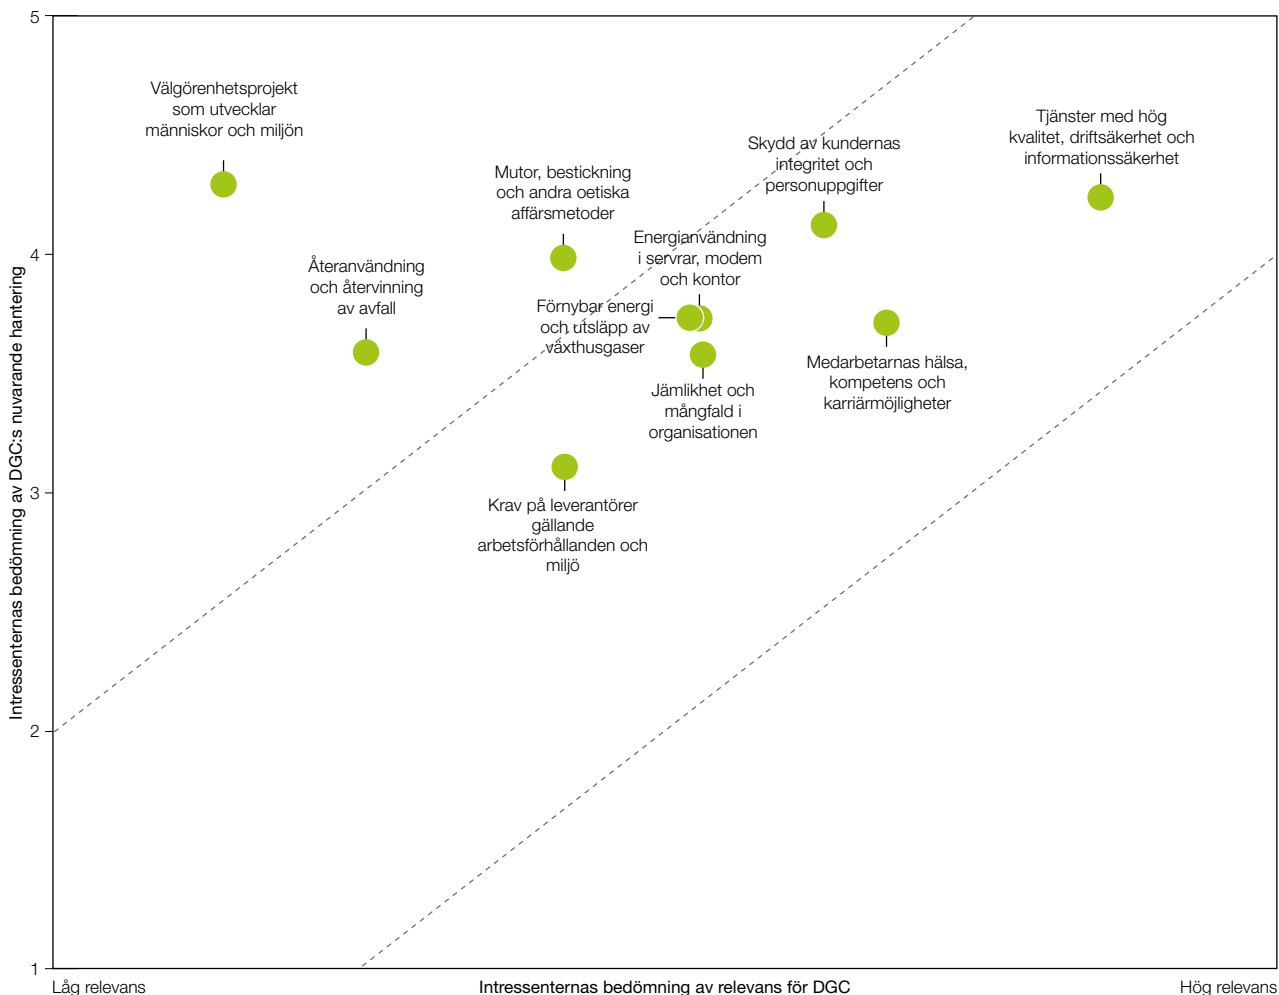 5
Välgörenhetsprojekt
som utvecklar
människor och miljön
Tjänster med hög
kvalitet, driftsäkerhet och
informationssäkerhet
Skydd av kundernas
integritet och
personuppgifter
Mutor, bestickning
och andra oetiska
affärsmetoder
Energianvändning
i servrar, modem
och kontor
4
Återanvändning
och återvinning
av avfall
Förnybar energi
och utsläpp av
växthusgaser
Medarbetarnas hälsa,
kompetens och
karriärmöjligheter
Jämlikhet och
mångfald i
organisationen
3
Krav på leverantörer
gällande
arbetsförhållanden och
miljö
2
1
Intressenternas bedömning av DGC:s nuvarande hantering
Låg relevans
Intressenternas bedömning av relevans för DGC
Hög relevans